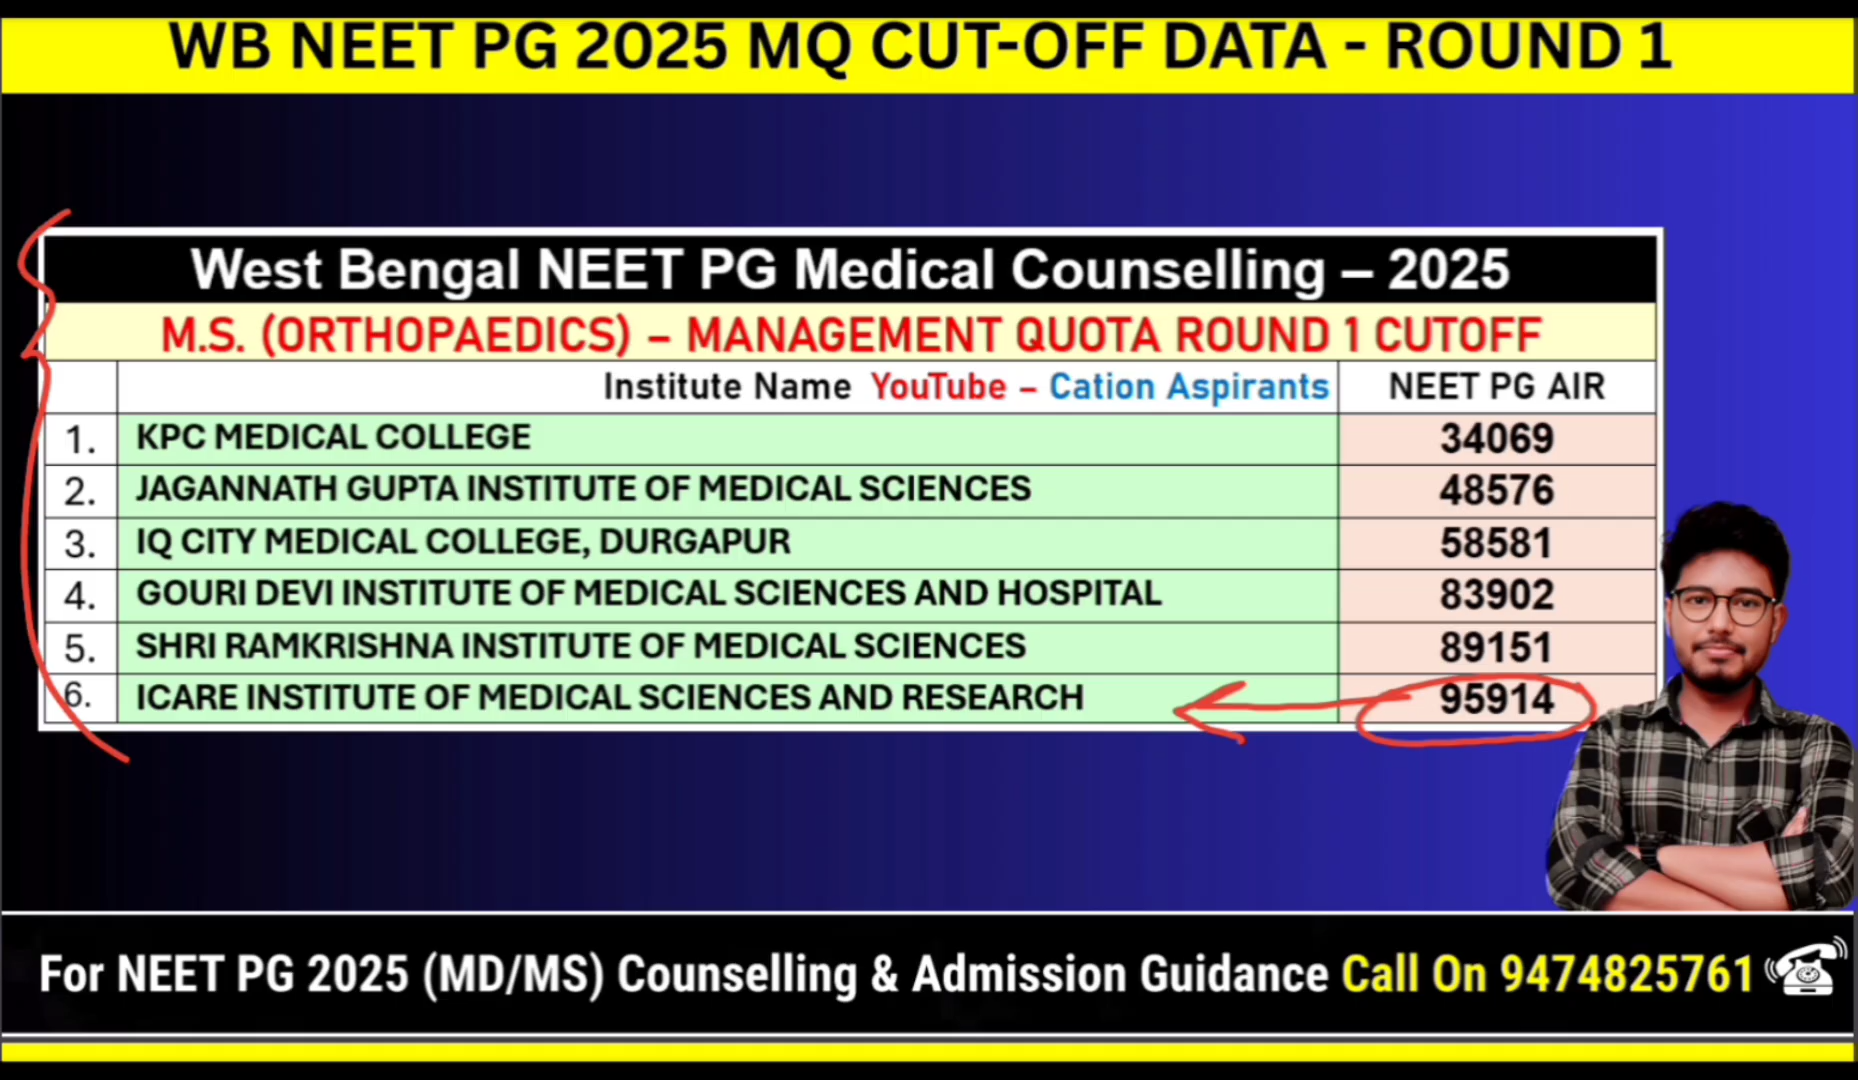 WB NEET PG 2025 MQ CUT-OFF DATA - ROUND 1
West Bengal NEET PG Medical Counselling – 2025
M.S. (ORTHOPAEDICS) – MANAGEMENT QUOTA ROUND 1 CUTOFF
Institute Name YouTube – Cation Aspirants NEET PG AIR
1. KPC MEDICAL COLLEGE 34069
2. JAGANNATH GUPTA INSTITUTE OF MEDICAL SCIENCES 48576
3. IQ CITY MEDICAL COLLEGE, DURGAPUR 58581
4. GOURI DEVI INSTITUTE OF MEDICAL SCIENCES AND HOSPITAL 83902
5. SHRI RAMKRISHNA INSTITUTE OF MEDICAL SCIENCES 89151
6. ICARE INSTITUTE OF MEDICAL SCIENCES AND RESEARCH 95914
For NEET PG 2025 (MD/MS) Counselling & Admission Guidance Call On 9474825761